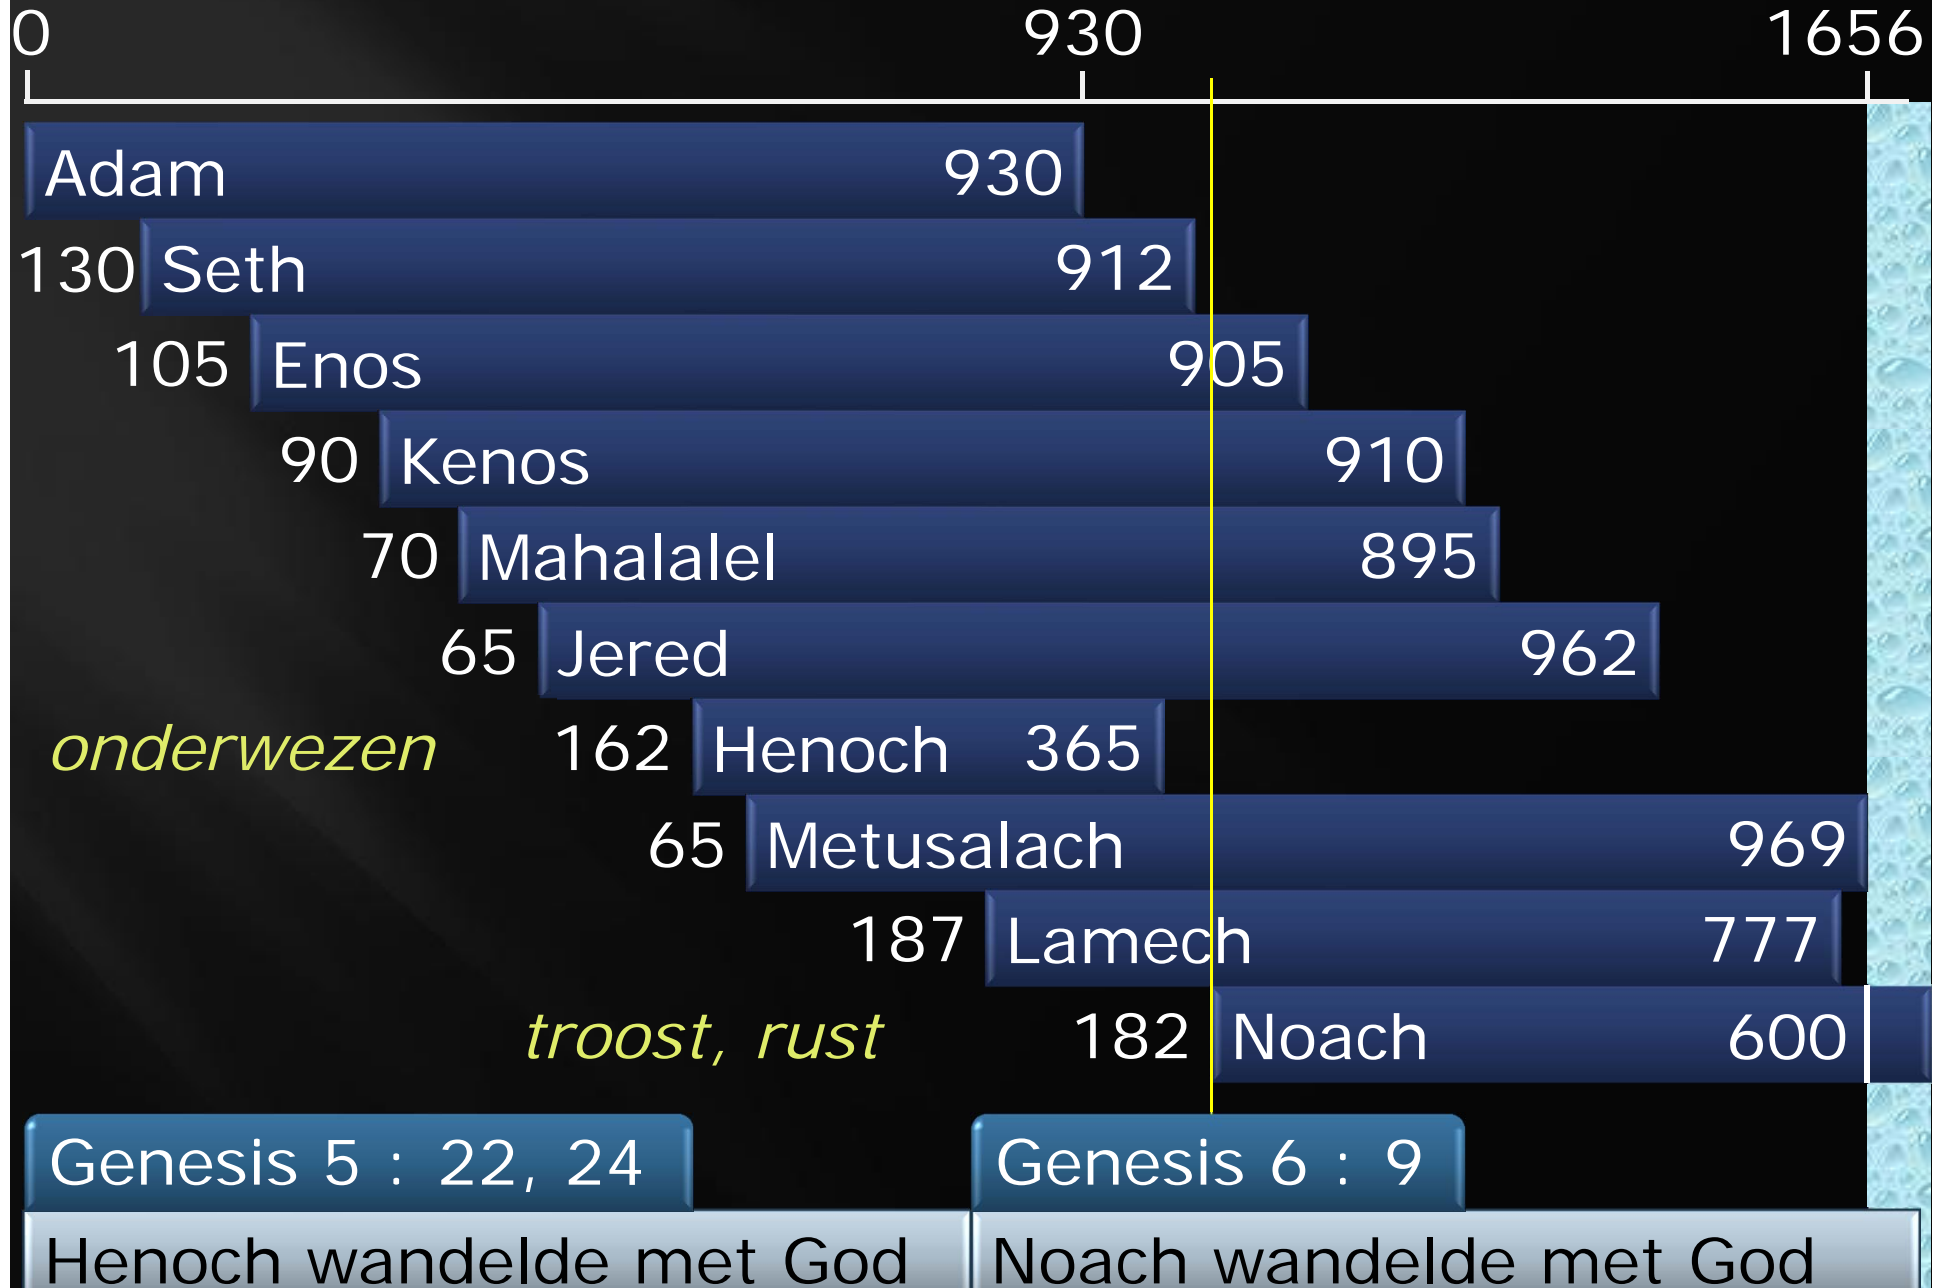 0 930 1656
Adam 930
130 Seth 912
105 Enos 905
90 Kenos 910
70 Mahalalel 895
65 Jered 962
onderwezen 162 Henoch 365
65 Metusalach 969
187 Lamech 777
troost, rust 182 Noach 600
Genesis 5 : 22, 24 Genesis 6 : 9
Henoch wandelde met God Noach wandelde met God